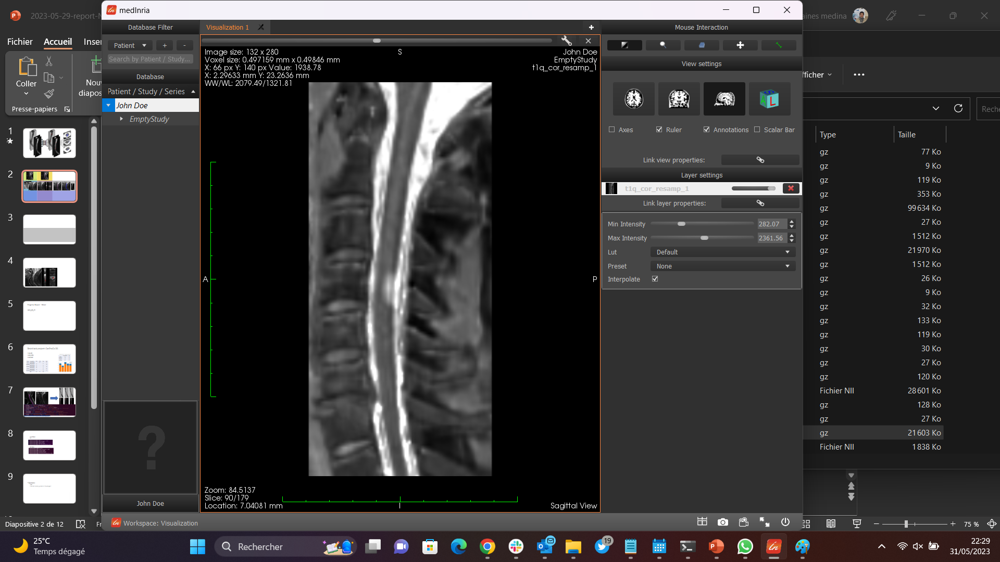 2023-05-29-report-N
medInria
aines medina
Fichier
Accueil
Inser
Coller
Nouv
diapos
Presse-papiers
1
2
3
4
5
6
7
8
9
Diapositive 2 de 12
Fr
Database Filter
Patient
+
-
Search by Patient / Study...
Database
Patient / Study / Series
John Doe
EmptyStudy
?
John Doe
Visualization 1
+
Image size: 132 x 280
Voxel size: 0.497159 mm x 0.49846 mm
X: 66 px Y: 140 px Value: 1938.78
X: 2.29633 mm Y: 23.2636 mm
WW/WL: 2079.49/1321.81
S
John Doe
EmptyStudy
t1q_cor_resamp_1
A
P
Zoom: 84.5137
Slice: 90/179
Location: 7.04081 mm
I
Sagittal View
Workspace: Visualization
Mouse Interaction
View settings
A
S
L
Axes
Ruler
Annotations
Scalar Bar
Link view properties:
Layer settings
t1q_cor_resamp_1
Link layer properties:
Min Intensity
282.07
Max Intensity
2361.56
Lut
Default
Preset
None
Interpolate
fficher
Reche
Type
Taille
gz
77 Ko
gz
9 Ko
gz
119 Ko
gz
353 Ko
gz
99 634 Ko
gz
27 Ko
gz
1 512 Ko
gz
21 970 Ko
gz
1 512 Ko
gz
26 Ko
gz
9 Ko
gz
32 Ko
gz
133 Ko
gz
119 Ko
gz
30 Ko
gz
27 Ko
gz
120 Ko
Fichier NII
28 601 Ko
gz
128 Ko
gz
27 Ko
gz
21 603 Ko
Fichier NII
1 838 Ko
75 %
25°C
Temps dégagé
Rechercher
19
22:29
31/05/2023